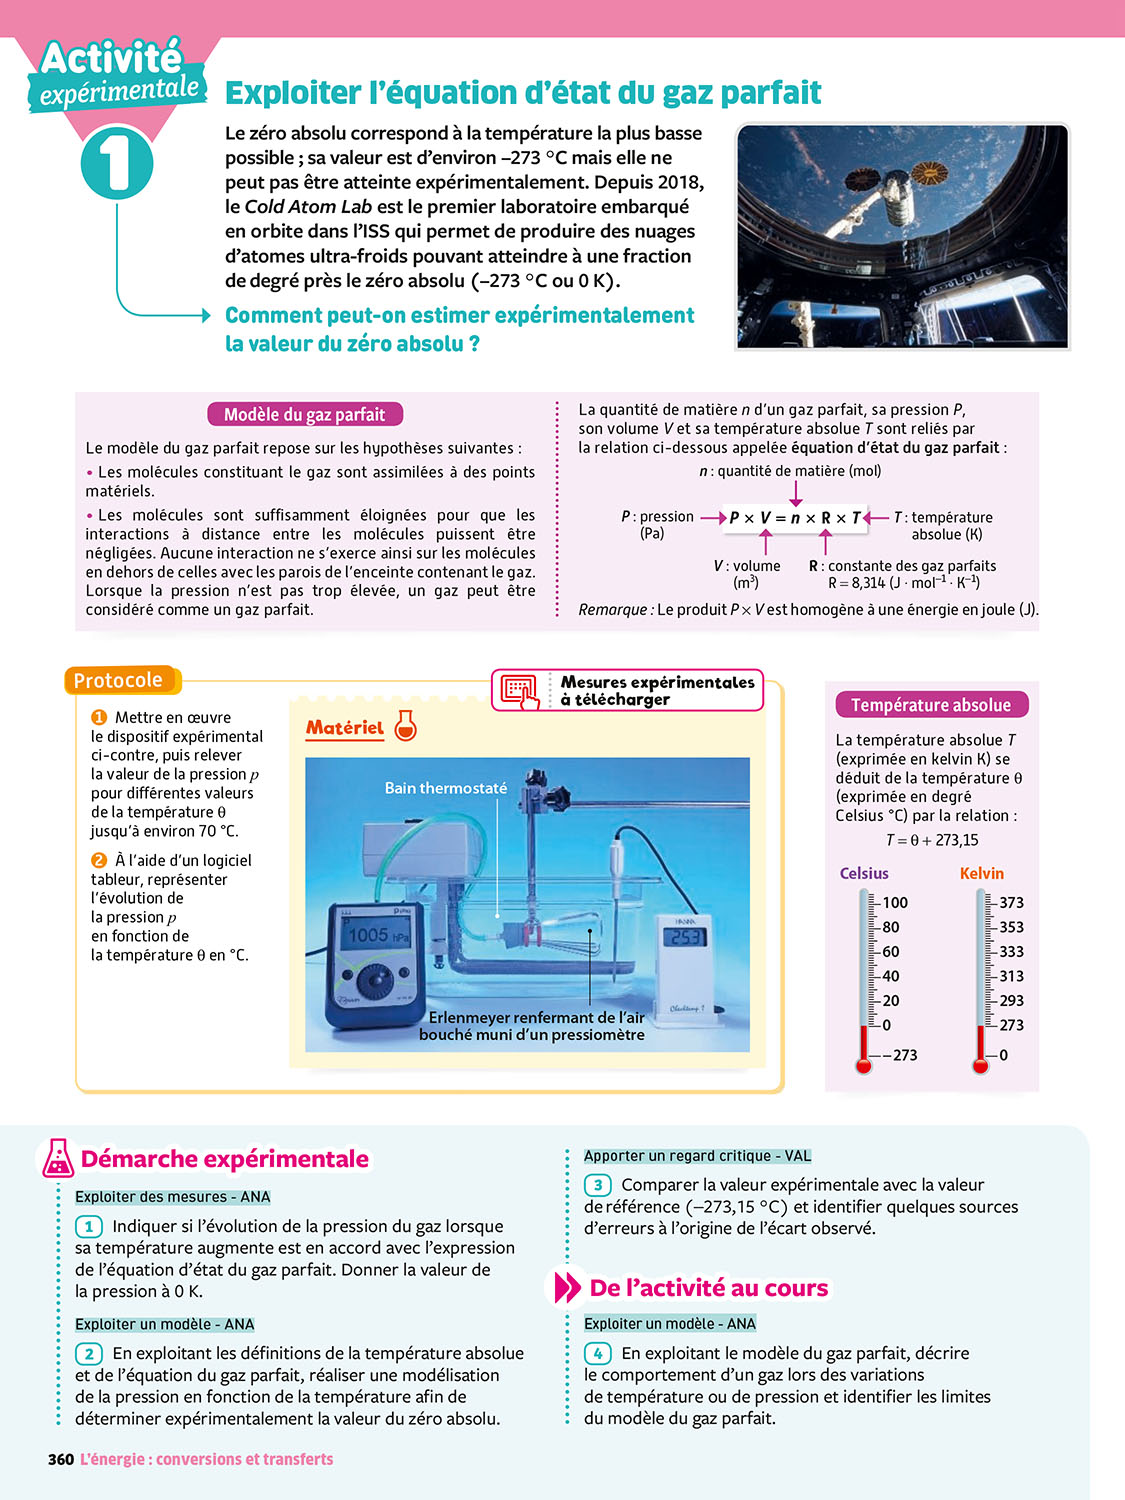 Activité
expérimentale
1
Exploiter l'équation d'état du gaz parfait
Le zéro absolu correspond à la température la plus basse
possible ; sa valeur est d'environ –273 °C mais elle ne
peut pas être atteinte expérimentalement. Depuis 2018,
le Cold Atom Lab est le premier laboratoire embarqué
en orbite dans l'ISS qui permet de produire des nuages
d'atomes ultra-froids pouvant atteindre à une fraction
de degré près le zéro absolu (–273 °C ou 0 K).
Comment peut-on estimer expérimentalement
la valeur du zéro absolu ?
Modèle du gaz parfait
Le modèle du gaz parfait repose sur les hypothèses suivantes :
• Les molécules constituant le gaz sont assimilées à des points
matériels.
• Les molécules sont suffisamment éloignées pour que les
interactions à distance entre les molécules puissent être
négligées. Aucune interaction ne s'exerce ainsi sur les molécules
en dehors de celles avec les parois de l'enceinte contenant le gaz.
Lorsque la pression n'est pas trop élevée, un gaz peut être
considéré comme un gaz parfait.
La quantité de matière n d'un gaz parfait, sa pression P,
son volume V et sa température absolue T sont reliés par
la relation ci-dessous appelée équation d'état du gaz parfait :
n : quantité de matière (mol)
P : pression
(Pa)
P × V = n × R × T
T : température
absolue (K)
V : volume
(m³)
R : constante des gaz parfaits
R = 8,314 (J · mol⁻¹ · K⁻¹)
Remarque : Le produit P × V est homogène à une énergie en joule (J).
Protocole
1 Mettre en œuvre
le dispositif expérimental
ci-contre, puis relever
la valeur de la pression p
pour différentes valeurs
de la température θ
jusqu'à environ 70 °C.
2 À l'aide d'un logiciel
tableur, représenter
l'évolution de
la pression p
en fonction de
la température θ en °C.
Mesures expérimentales
à télécharger
Matériel
Bain thermostaté
1005 hPa
HANNA
25.3
Checktemp 1
Erlenmeyer renfermant de l'air
bouché muni d'un pressiomètre
Température absolue
La température absolue T
(exprimée en kelvin K) se
déduit de la température θ
(exprimée en degré
Celsius °C) par la relation :
T = θ + 273,15
Celsius
100
80
60
40
20
0
–273
Kelvin
373
353
333
313
293
273
0
Démarche expérimentale
Exploiter des mesures - ANA
1 Indiquer si l'évolution de la pression du gaz lorsque
sa température augmente est en accord avec l'expression
de l'équation d'état du gaz parfait. Donner la valeur de
la pression à 0 K.
Exploiter un modèle - ANA
2 En exploitant les définitions de la température absolue
et de l'équation du gaz parfait, réaliser une modélisation
de la pression en fonction de la température afin de
déterminer expérimentalement la valeur du zéro absolu.
Apporter un regard critique - VAL
3 Comparer la valeur expérimentale avec la valeur
de référence (–273,15 °C) et identifier quelques sources
d'erreurs à l'origine de l'écart observé.
De l'activité au cours
Exploiter un modèle - ANA
4 En exploitant le modèle du gaz parfait, décrire
le comportement d'un gaz lors des variations
de température ou de pression et identifier les limites
du modèle du gaz parfait.
360 L'énergie : conversions et transferts